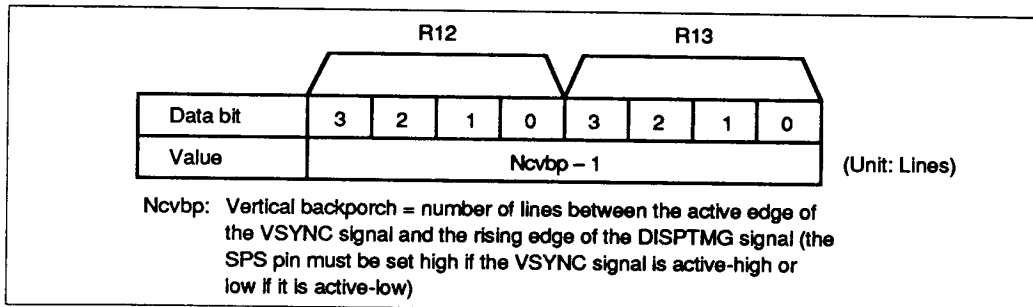 R12 R13
Data bit 3 2 1 0 3 2 1 0
Value Ncvbp – 1 (Unit: Lines)
Ncvbp: Vertical backporch = number of lines between the active edge of
the VSYNC signal and the rising edge of the DISPTMG signal (the
SPS pin must be set high if the VSYNC signal is active-high or
low if it is active-low)